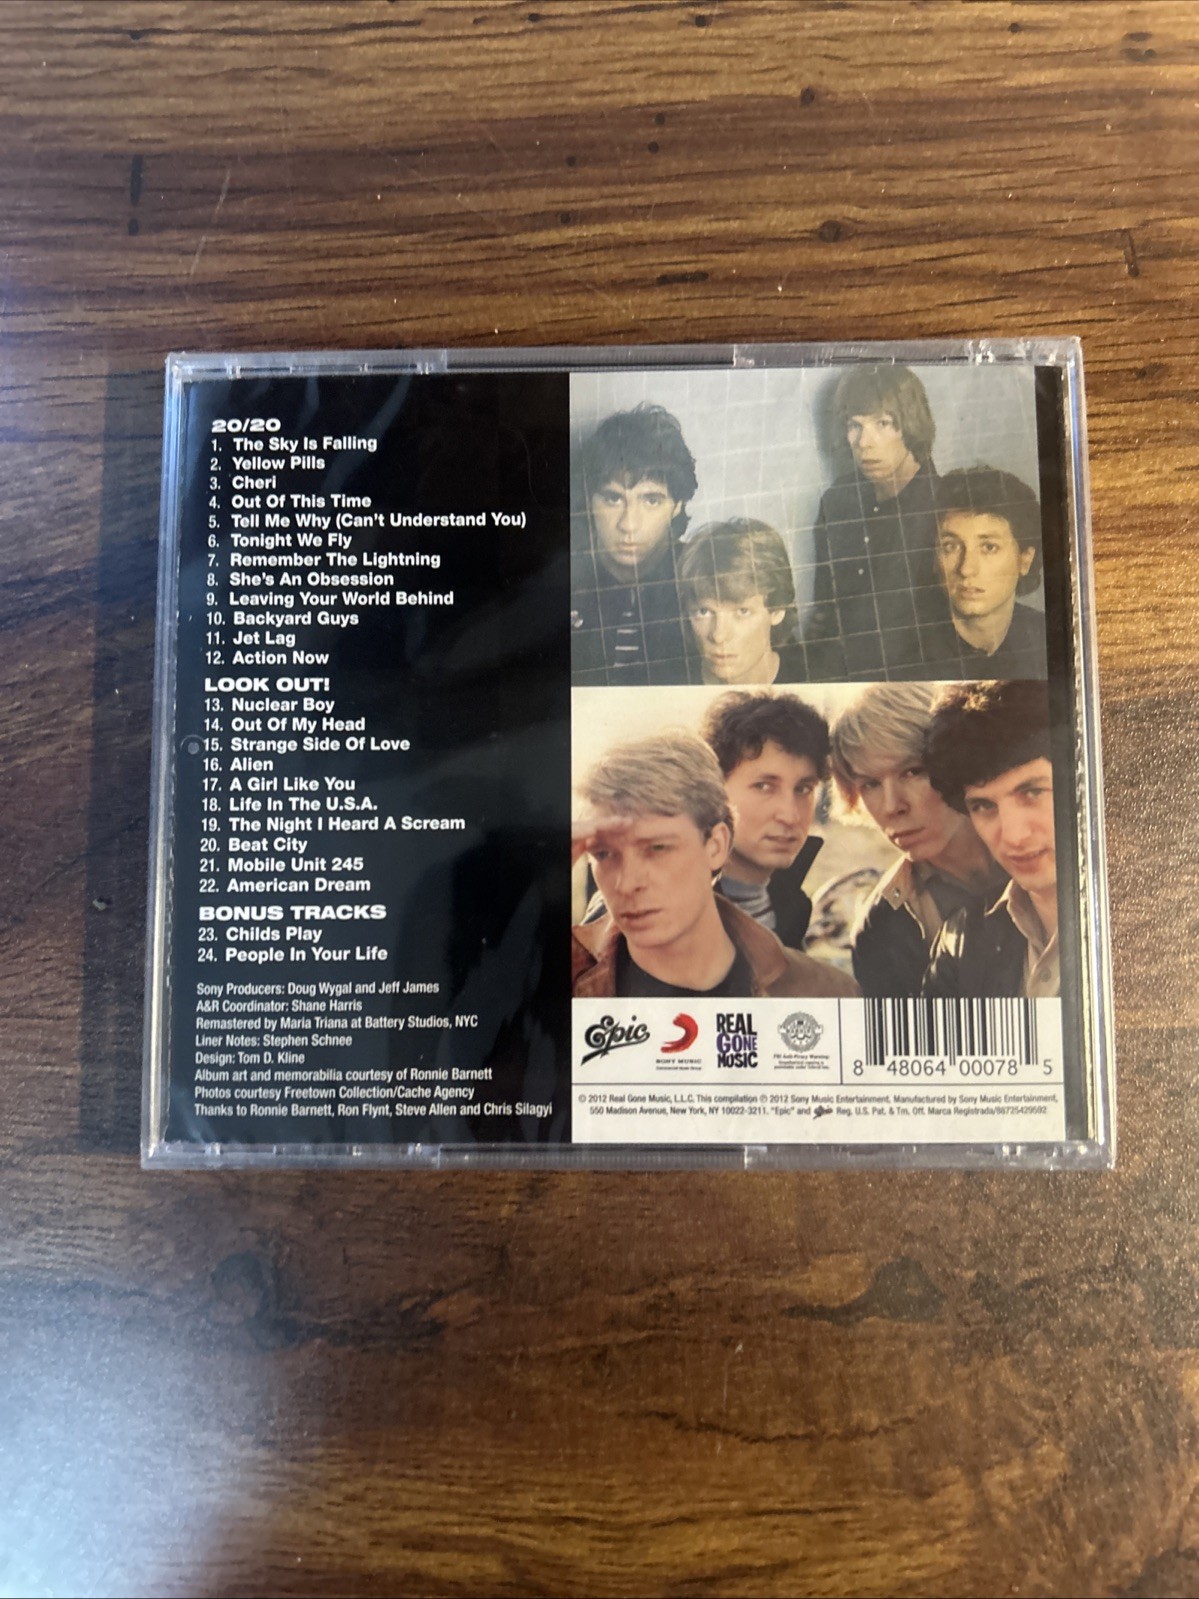 20/20
1. The Sky Is Falling
2. Yellow Pills
3. Cheri
4. Out Of This Time
5. Tell Me Why (Can't Understand You)
6. Tonight We Fly
7. Remember The Lightning
8. She's An Obsession
9. Leaving Your World Behind
10. Backyard Guys
11. Jet Lag
12. Action Now
LOOK OUT!
13. Nuclear Boy
14. Out Of My Head
15. Strange Side Of Love
16. Alien
17. A Girl Like You
18. Life In The U.S.A.
19. The Night I Heard A Scream
20. Beat City
21. Mobile Unit 245
22. American Dream
BONUS TRACKS
23. Childs Play
24. People In Your Life
Sony Producers: Doug Wygal and Jeff James
A&R Coordinator: Shane Harris
Remastered by Maria Triana at Battery Studios, NYC
Liner Notes: Stephen Schnee
Design: Tom D. Kline
Album art and memorabilia courtesy of Ronnie Barnett
Photos courtesy Freetown Collection/Cache Agency
Thanks to Ronnie Barnett, Ron Flynt, Steve Allen and Chris Silagyi
Epic
SONY MUSIC
Commercial Music Group
REAL
GONE
MUSIC
FBI Anti-Piracy Warning:
8 48064 00078 5
© 2012 Real Gone Music, L.L.C. This compilation ℗ 2012 Sony Music Entertainment. Manufactured by Sony Music Entertainment,
550 Madison Avenue, New York, NY 10022-3211. "Epic" and Epic Reg. U.S. Pat. & Tm. Off. Marca Registrada/88725429592